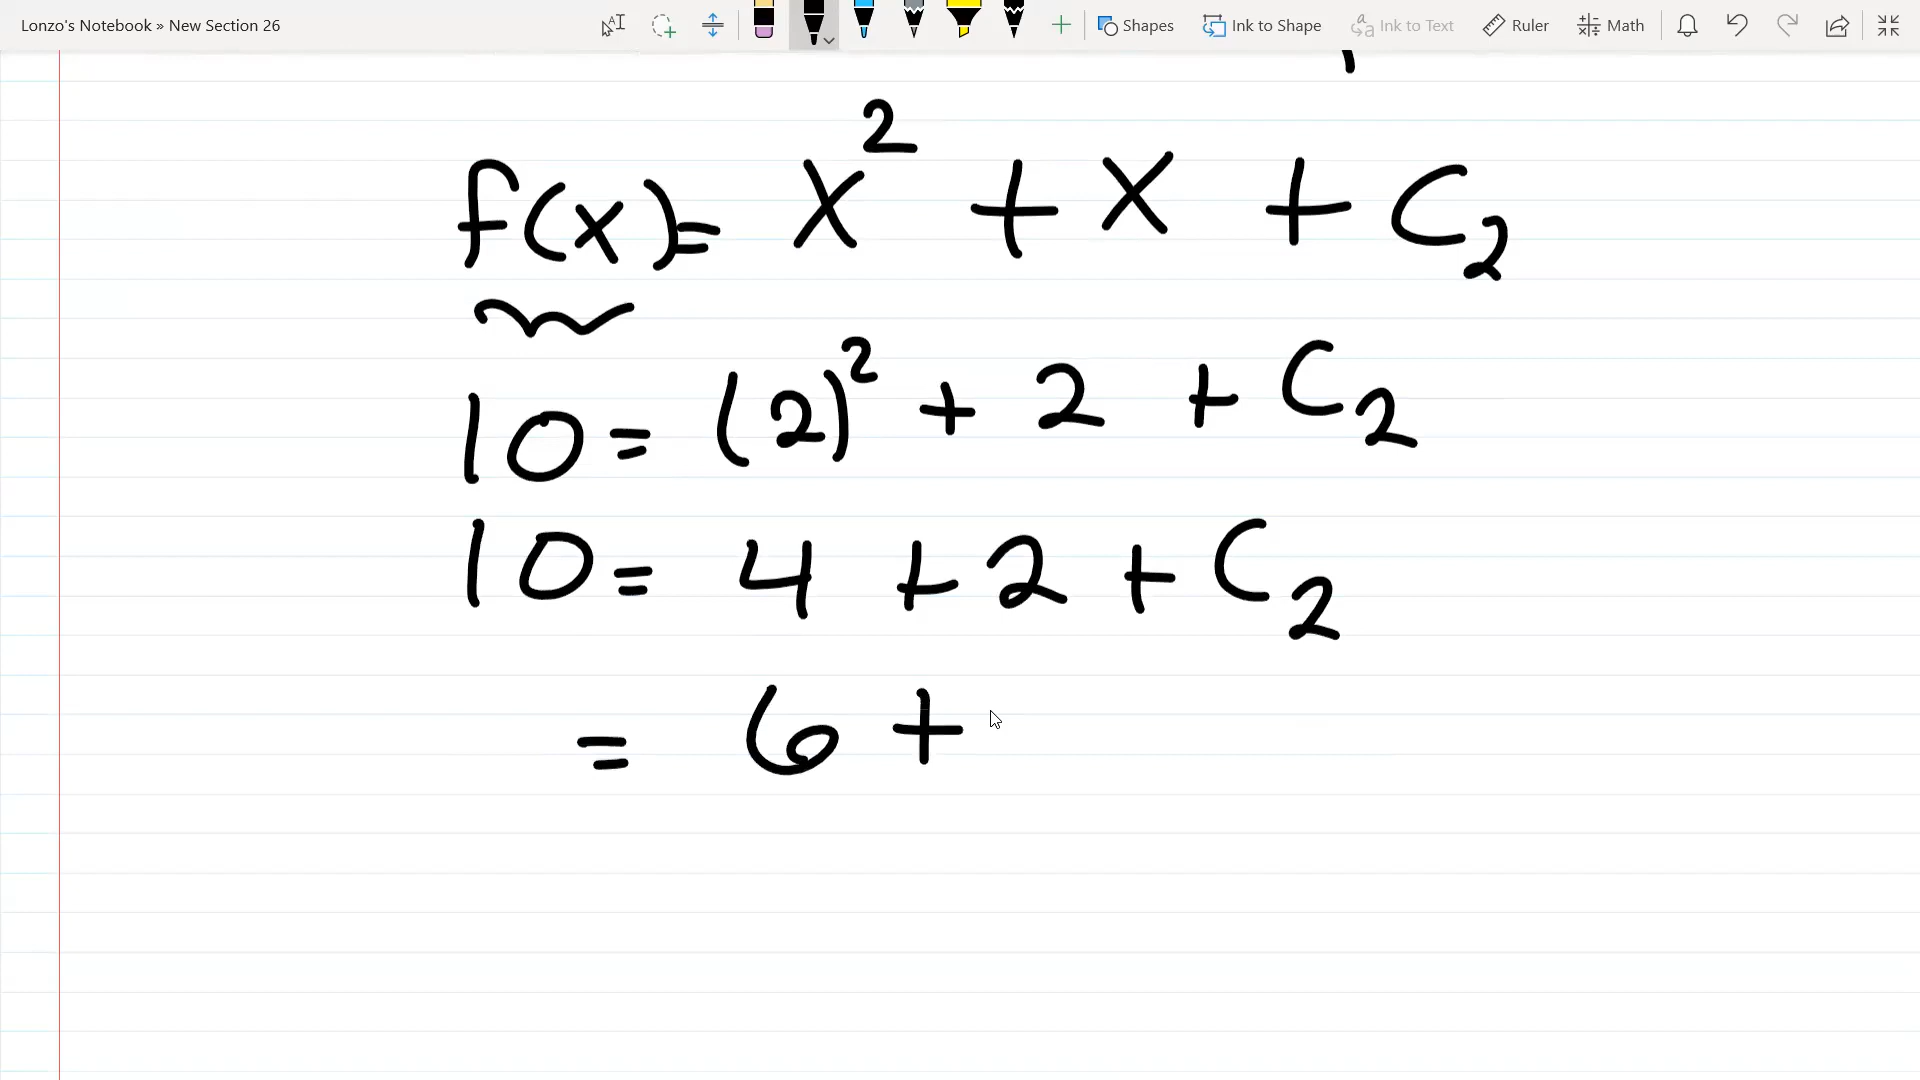 Lonzo's Notebook » New Section 26
Shapes
Ink to Shape
Ink to Text
Ruler
Math
f(x)= x² + x + C₂
10 = (2)² + 2 + C₂
10 = 4 + 2 + C₂
= 6 +